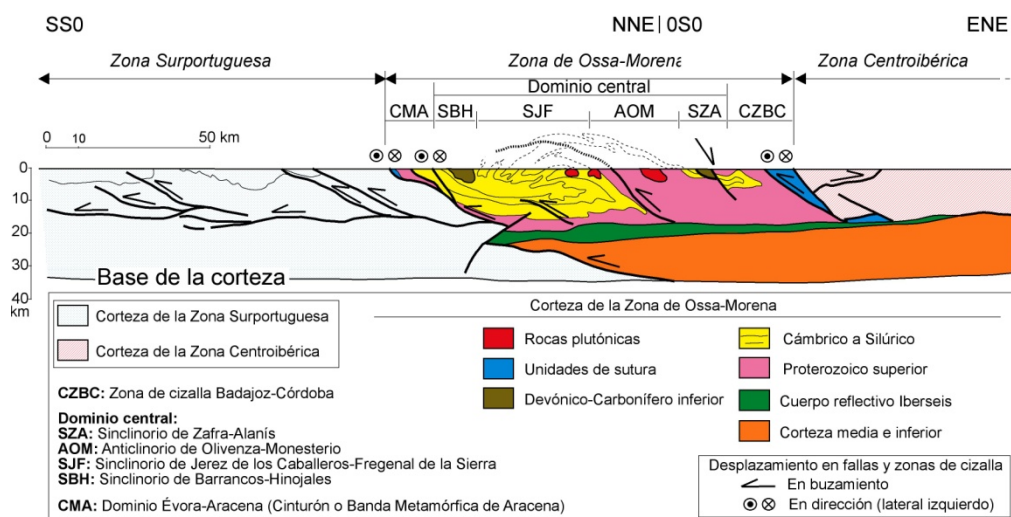 SS0
NNE | 0S0
ENE
Zona Surportuguesa
Zona de Ossa-Morena
Zona Centroibérica
Dominio central
CMA
SBH
SJF
AOM
SZA
CZBC
0 10 50 km
0
10
20
30
40
km
Base de la corteza
Corteza de la Zona Surportuguesa
Corteza de la Zona Centroibérica
CZBC: Zona de cizalla Badajoz-Córdoba
Dominio central:
SZA: Sinclinorio de Zafra-Alanís
AOM: Anticlinorio de Olivenza-Monesterio
SJF: Sinclinorio de Jerez de los Caballeros-Fregenal de la Sierra
SBH: Sinclinorio de Barrancos-Hinojales
CMA: Dominio Évora-Aracena (Cinturón o Banda Metamórfica de Aracena)
Corteza de la Zona de Ossa-Morena
Rocas plutónicas
Unidades de sutura
Devónico-Carbonífero inferior
Cámbrico a Silúrico
Proterozoico superior
Cuerpo reflectivo Iberseis
Corteza media e inferior
Desplazamiento en fallas y zonas de cizalla
En buzamiento
En dirección (lateral izquierdo)